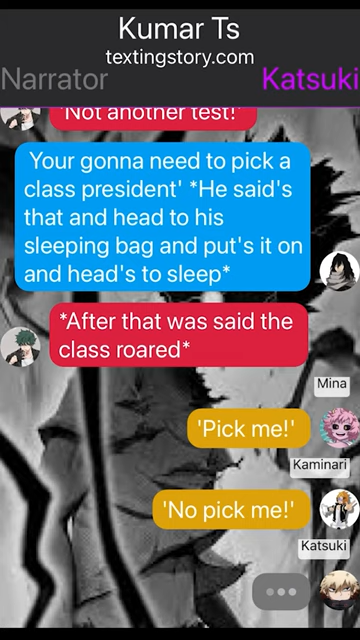 Kumar Ts
textingstory.com
Narrator Katsuki
'Not another test!'
Your gonna need to pick a
class president' *He said's
that and head to his
sleeping bag and put's it on
and head's to sleep*
*After that was said the
class roared*
Mina
'Pick me!'
Kaminari
'No pick me!'
Katsuki